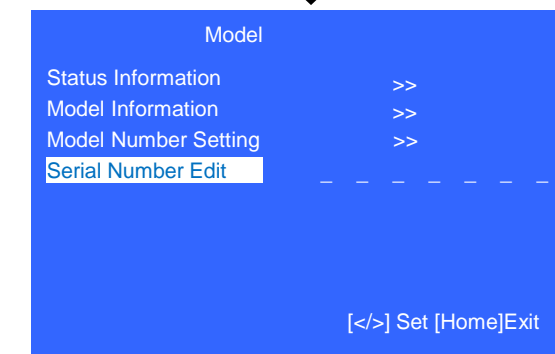 Model
Status Information >>
Model Information >>
Model Number Setting >>
Serial Number Edit _ _ _ _ _ _ _
[</>] Set [Home]Exit